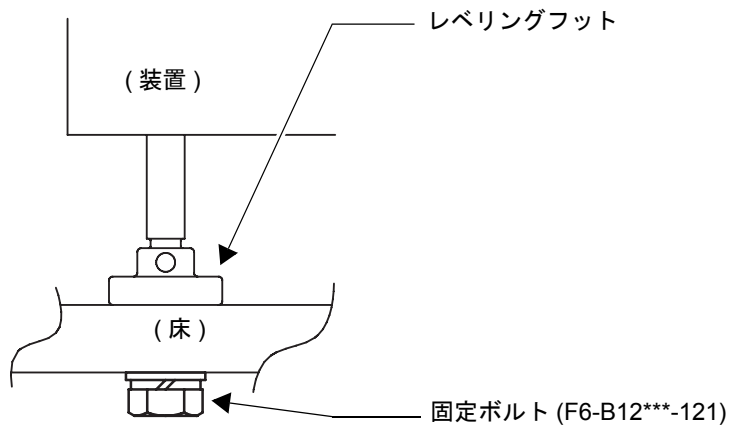 レベリングフット
( 装置 )
( 床 )
固定ボルト (F6-B12***-121)